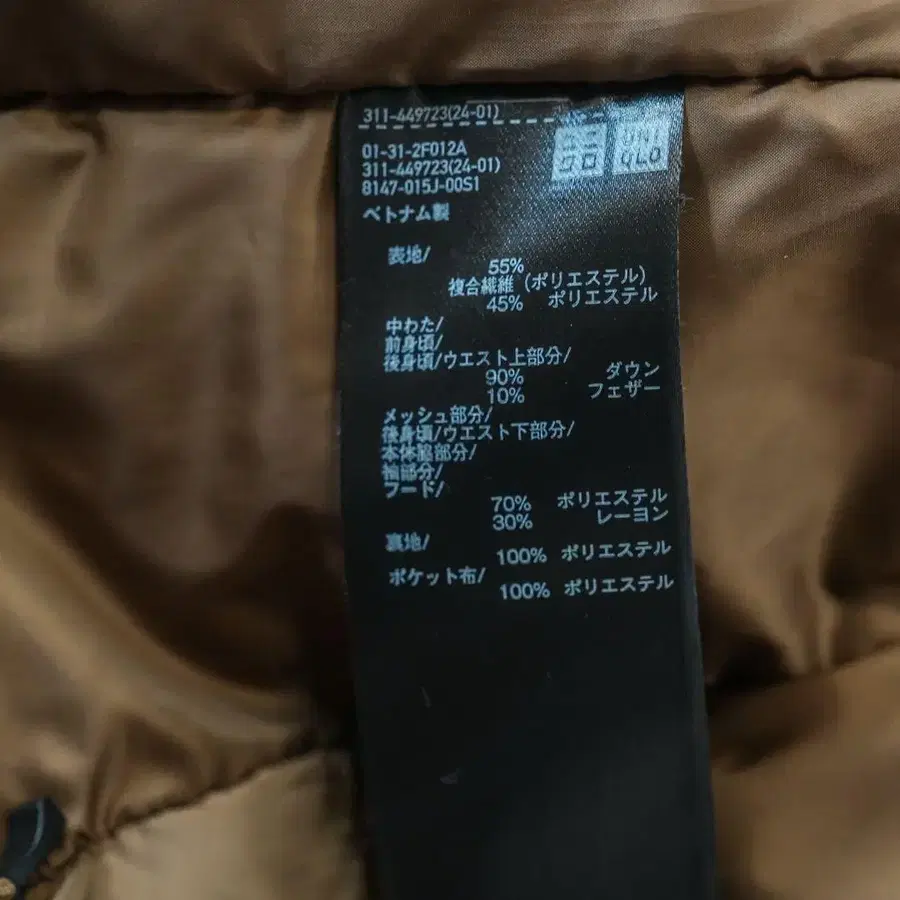 311-449723(24-01)
01-31-2F012A
311-449723(24-01)
8147-015J-00S1
ユニ
クロ
UNI
QLO
ベトナム製
表地/
55%
複合繊維 (ポリエステル)
45% ポリエステル
中わた/
前身頃/
後身頃/ウエスト上部分/
90% ダウン
10% フェザー
メッシュ部分/
後身頃/ウエスト下部分/
本体脇部分/
袖部分/
フード/
70% ポリエステル
30% レーヨン
裏地/
100% ポリエステル
ポケット布/
100% ポリエステル